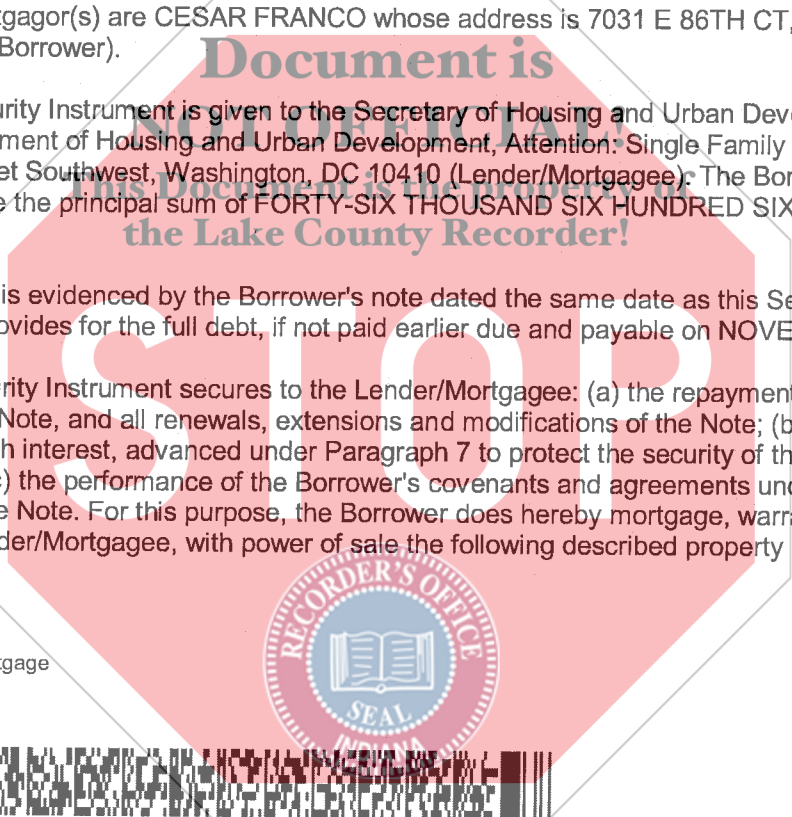 tgagor(s) are CESAR FRANCO whose address is 7031 E 86TH CT,
Borrower).
Document is
urity Instrument is given to the Secretary of Housing and Urban Deve
NOT OFFICIAL!
ment of Housing and Urban Development, Attention: Single Family
et Southwest, Washington, DC 10410 (Lender/Mortgagee). The Bor
This Document is the property of
e the principal sum of FORTY-SIX THOUSAND SIX HUNDRED SIX
the Lake County Recorder!
is evidenced by the Borrower's note dated the same date as this Se
ovides for the full debt, if not paid earlier due and payable on NOVE
STOP
rity Instrument secures to the Lender/Mortgagee: (a) the repayment
Note, and all renewals, extensions and modifications of the Note; (b
h interest, advanced under Paragraph 7 to protect the security of th
c) the performance of the Borrower's covenants and agreements und
e Note. For this purpose, the Borrower does hereby mortgage, warra
der/Mortgagee, with power of sale the following described property
RECORDER'S OFFICE
SEAL
INDIANA
tgage